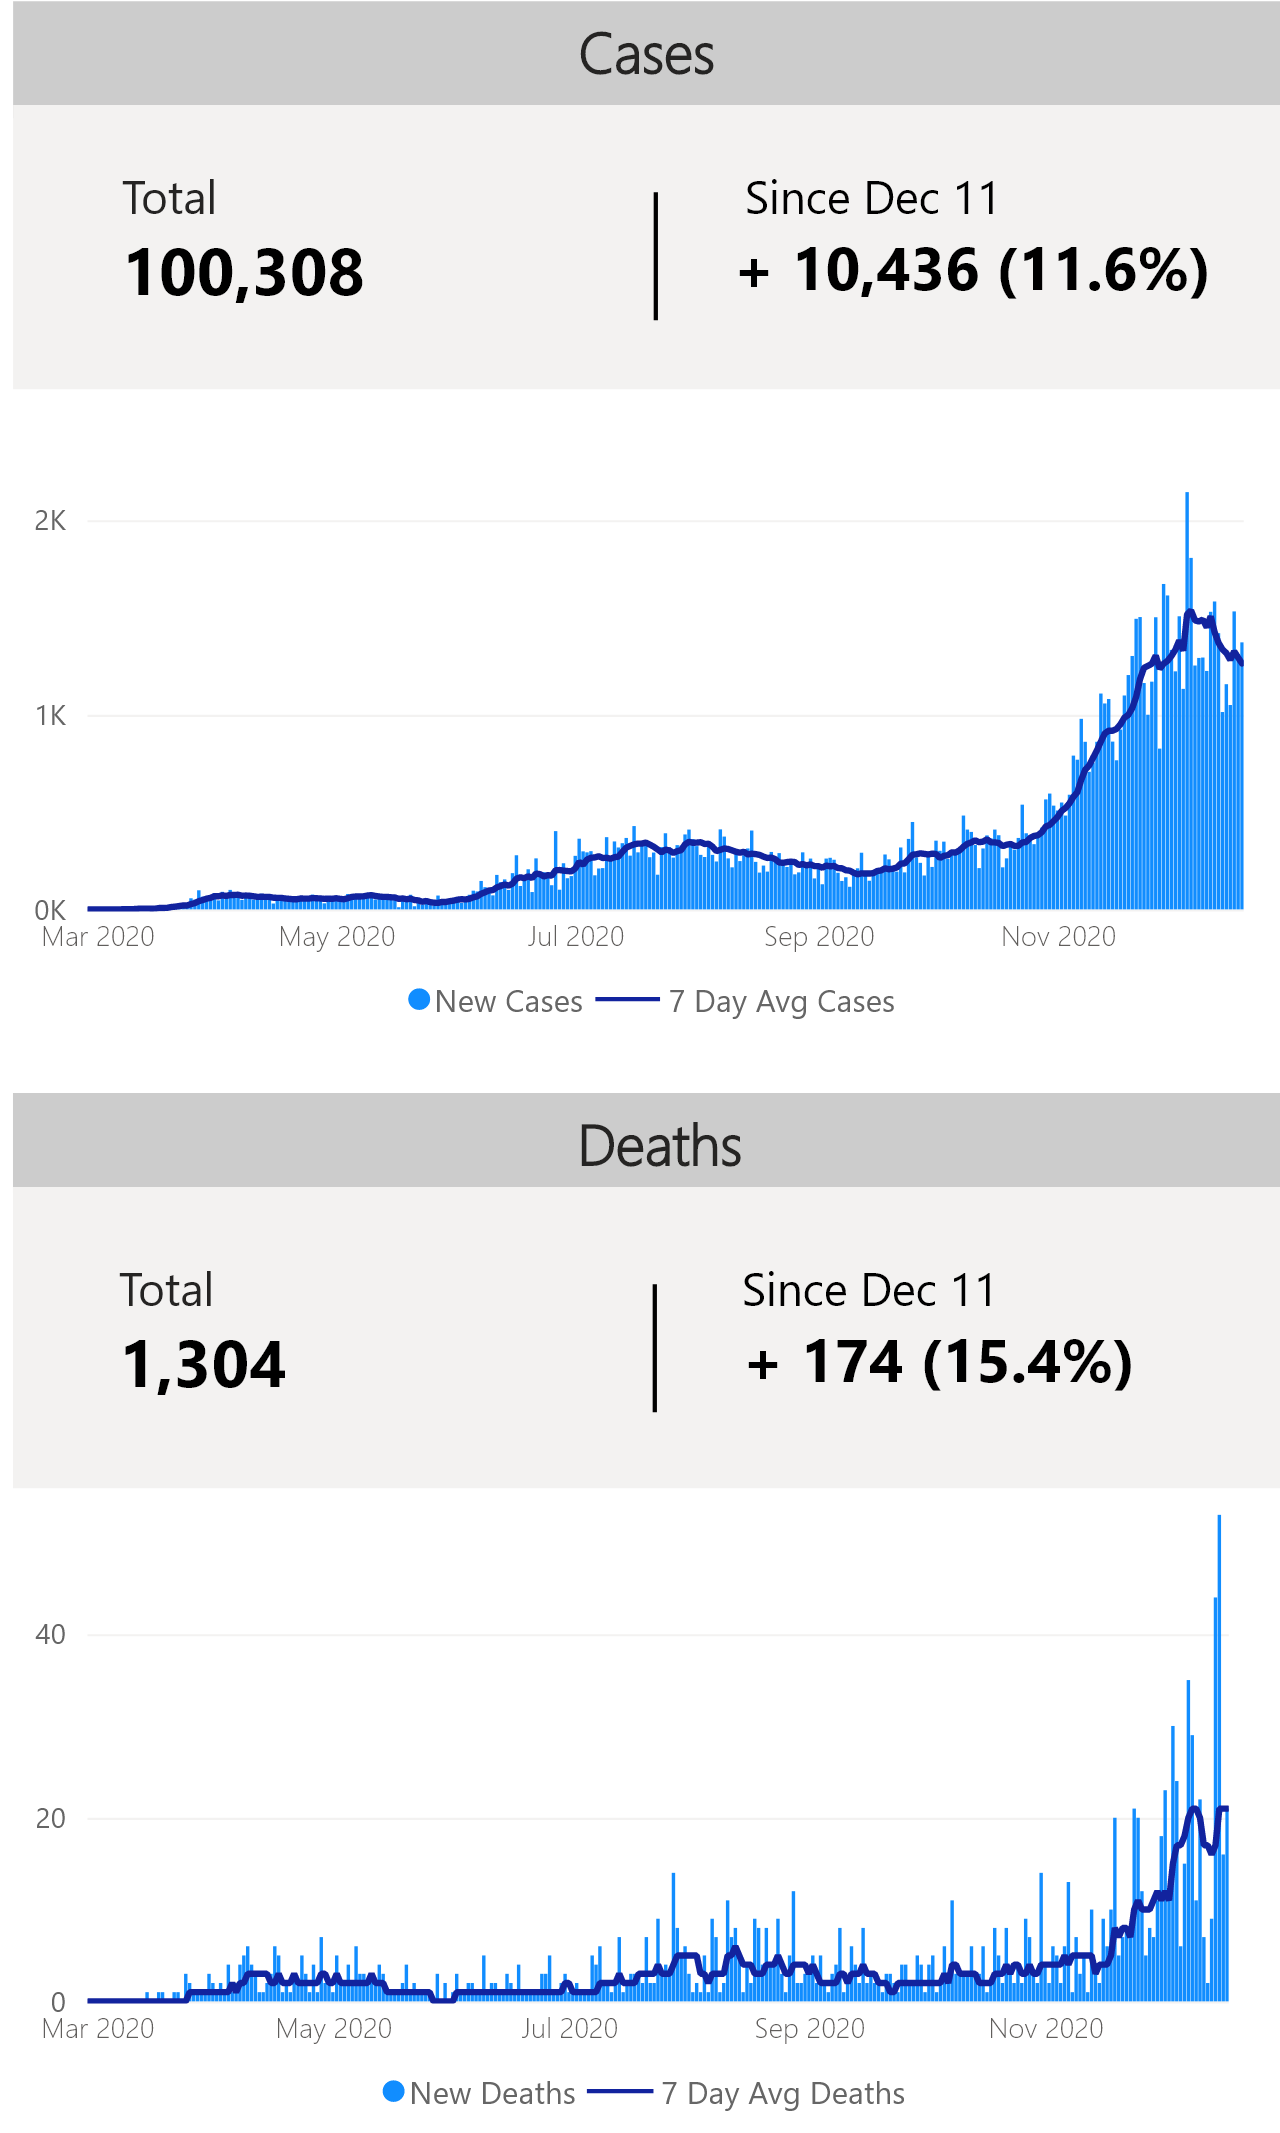 Cases
Total
Since Dec 11
100,308
+ 10,436 (11.6%)
2K
1K
0K
Mar 2020 May 2020 Jul 2020 Sep 2020 Nov 2020
New Cases 7 Day Avg Cases
Deaths
Total
Since Dec 11
1,304
+ 174 (15.4%)
40
20
0
Mar 2020 May 2020 Jul 2020 Sep 2020 Nov 2020
New Deaths 7 Day Avg Deaths